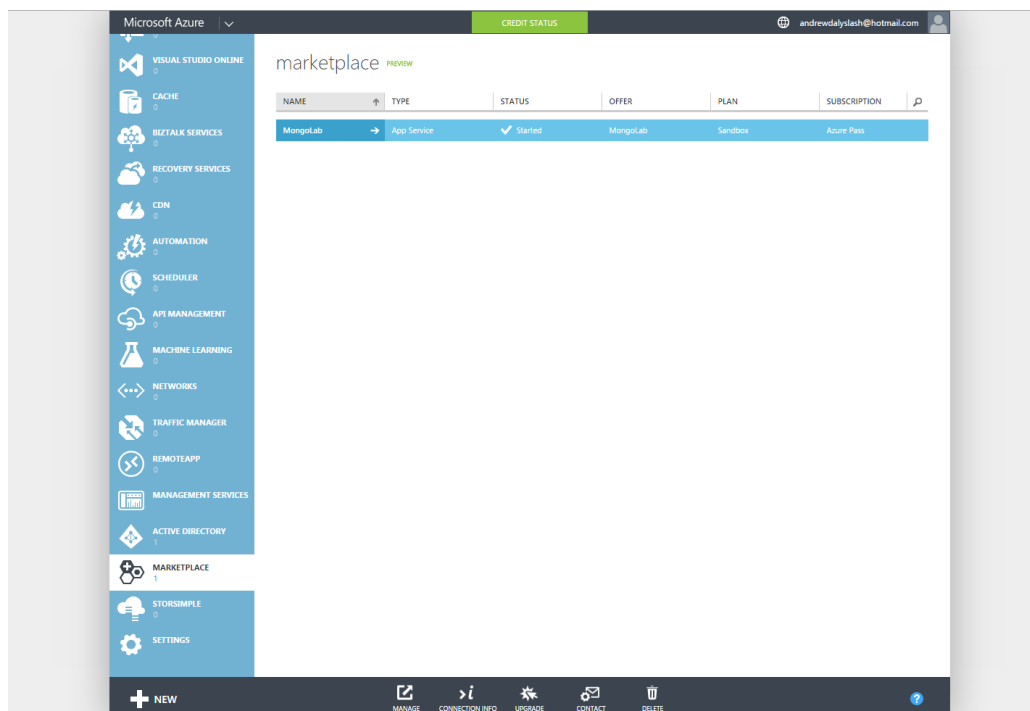 Microsoft Azure
CREDIT STATUS
andrewdalyslash@hotmail.com
0
VISUAL STUDIO ONLINE
0
CACHE
0
BIZTALK SERVICES
0
RECOVERY SERVICES
0
CDN
0
AUTOMATION
0
SCHEDULER
0
API MANAGEMENT
0
MACHINE LEARNING
0
NETWORKS
0
TRAFFIC MANAGER
0
REMOTEAPP
0
MANAGEMENT SERVICES
ACTIVE DIRECTORY
1
MARKETPLACE
1
STORSIMPLE
0
SETTINGS
marketplace PREVIEW
NAME TYPE STATUS OFFER PLAN SUBSCRIPTION
MongoLab App Service Started MongoLab Sandbox Azure Pass
NEW
MANAGE CONNECTION INFO UPGRADE CONTACT DELETE
?